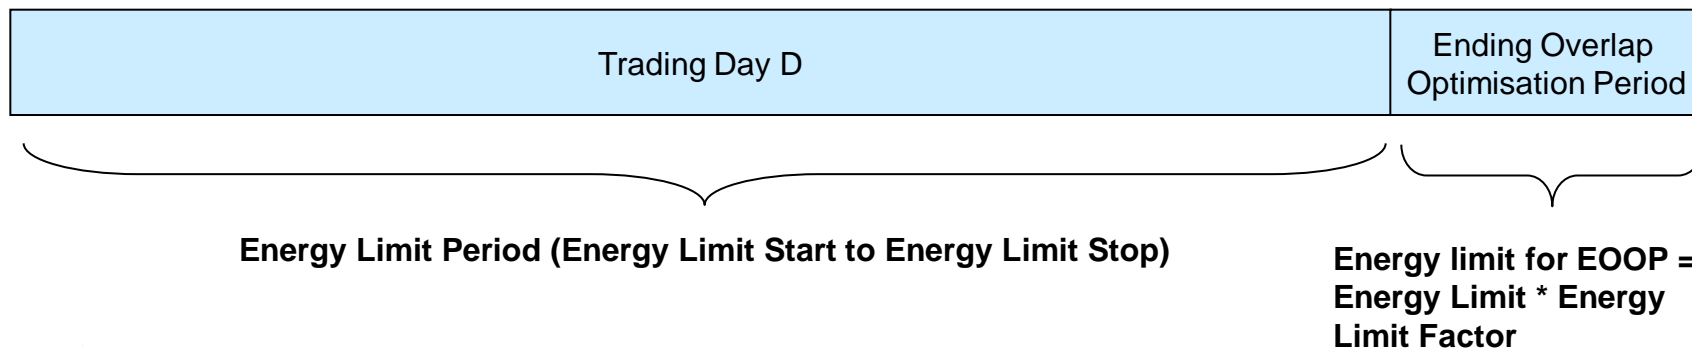 Trading Day D
Ending Overlap
Optimisation Period
Energy Limit Period (Energy Limit Start to Energy Limit Stop)
Energy limit for EOOP =
Energy Limit * Energy
Limit Factor